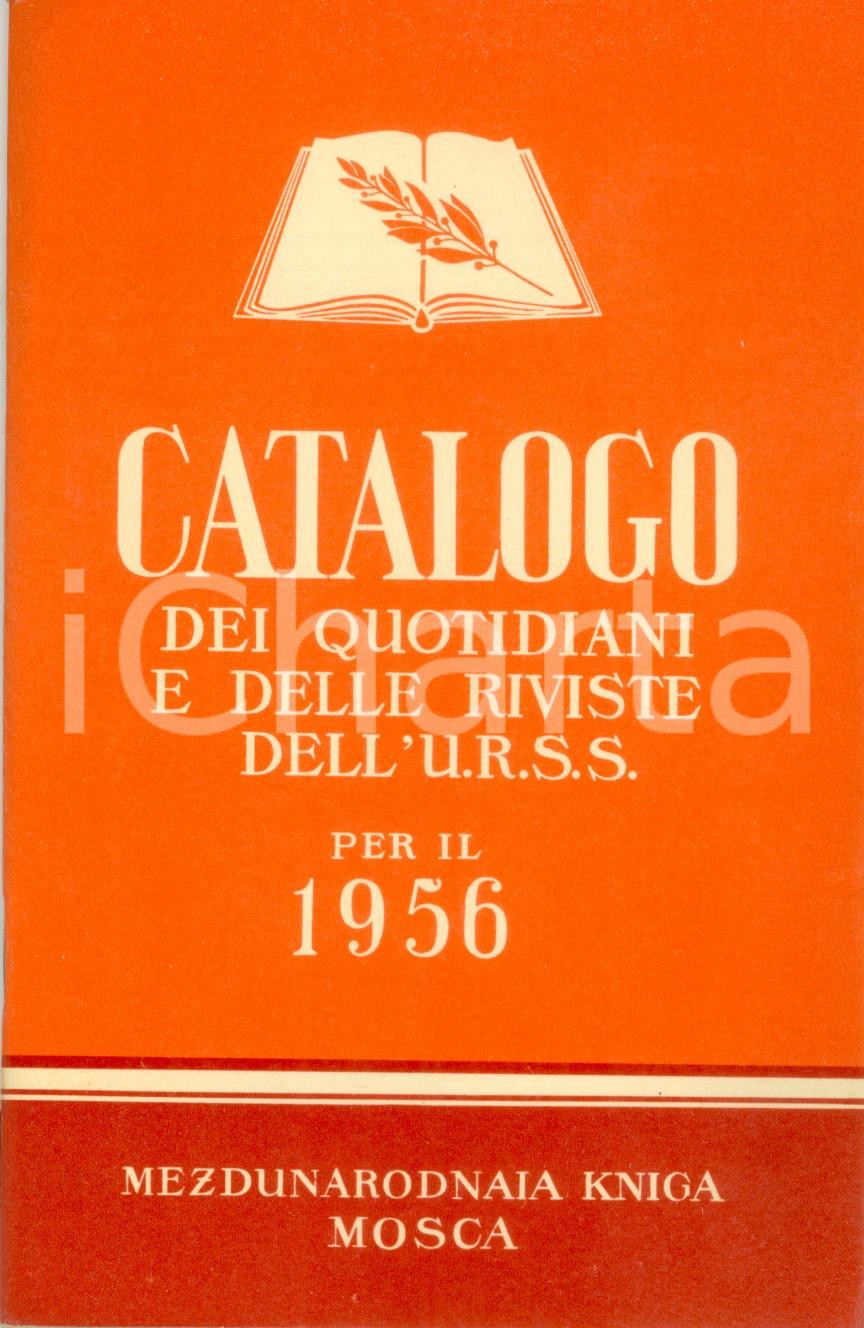 CATALOGO
DEI QUOTIDIANI
E DELLE RIVISTE
DELL'U.R.S.S.
PER IL
1956
MEZDUNARODNAIA KNIGA
MOSCA
iCharta